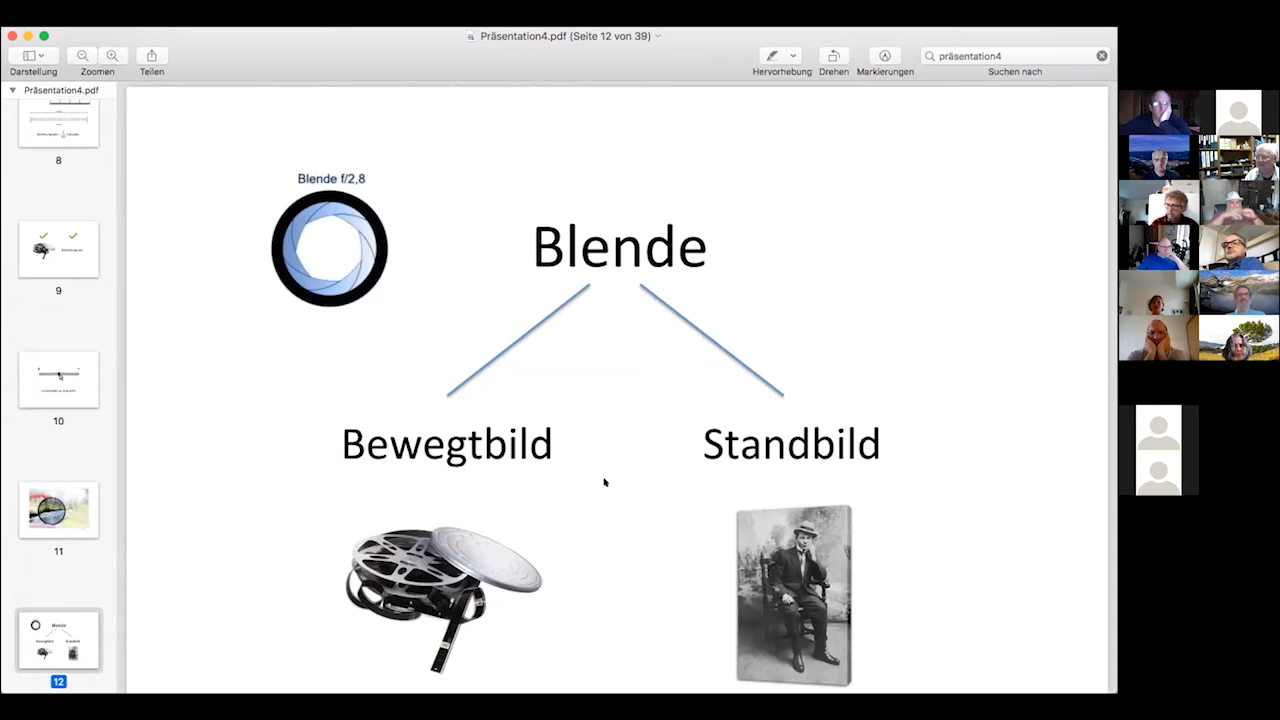 Präsentation4.pdf (Seite 12 von 39)
präsentation4
Darstellung
Zoomen
Teilen
Hervorhebung
Drehen
Markierungen
Suchen nach
Präsentation4.pdf
8
9
10
11
12
Blende f/2,8
Blende
Bewegtbild
Standbild